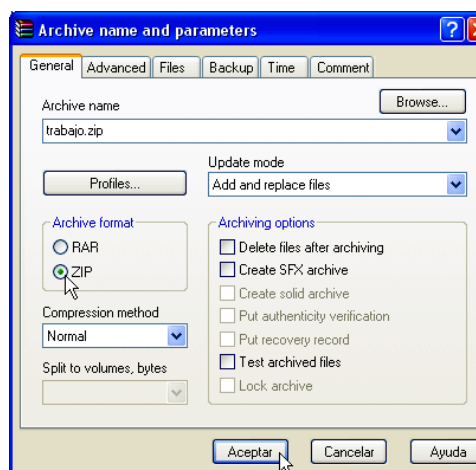 Archive name and parameters
General Advanced Files Backup Time Comment
Archive name
Browse...
trabajo.zip
Update mode
Profiles...
Add and replace files
Archive format
RAR
ZIP
Compression method
Normal
Split to volumes, bytes
Archiving options
Delete files after archiving
Create SFX archive
Create solid archive
Put authenticity verification
Put recovery record
Test archived files
Lock archive
Aceptar Cancelar Ayuda